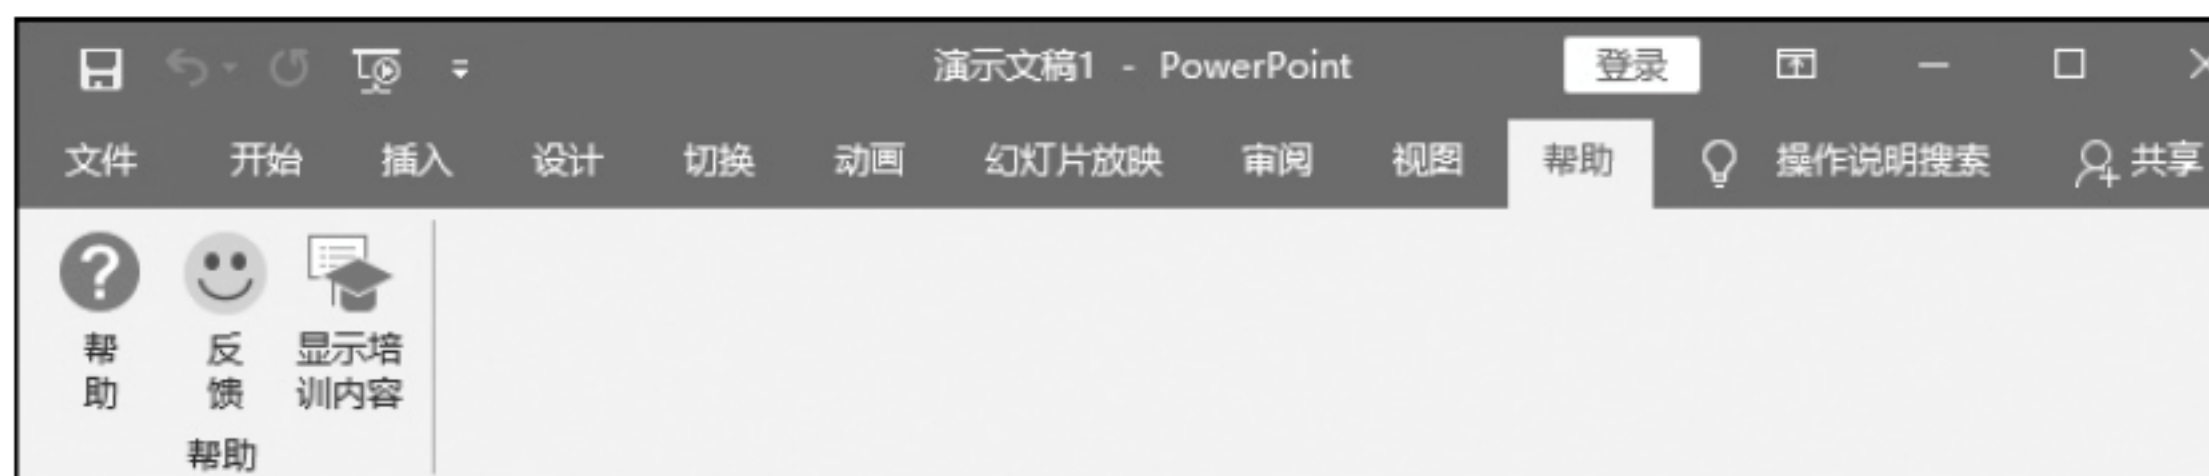 演示文稿1 - PowerPoint 登录
文件 开始 插入 设计 切换 动画 幻灯片放映 审阅 视图 帮助 操作说明搜索 共享
帮 反 显示培
助 馈 训内容
帮助